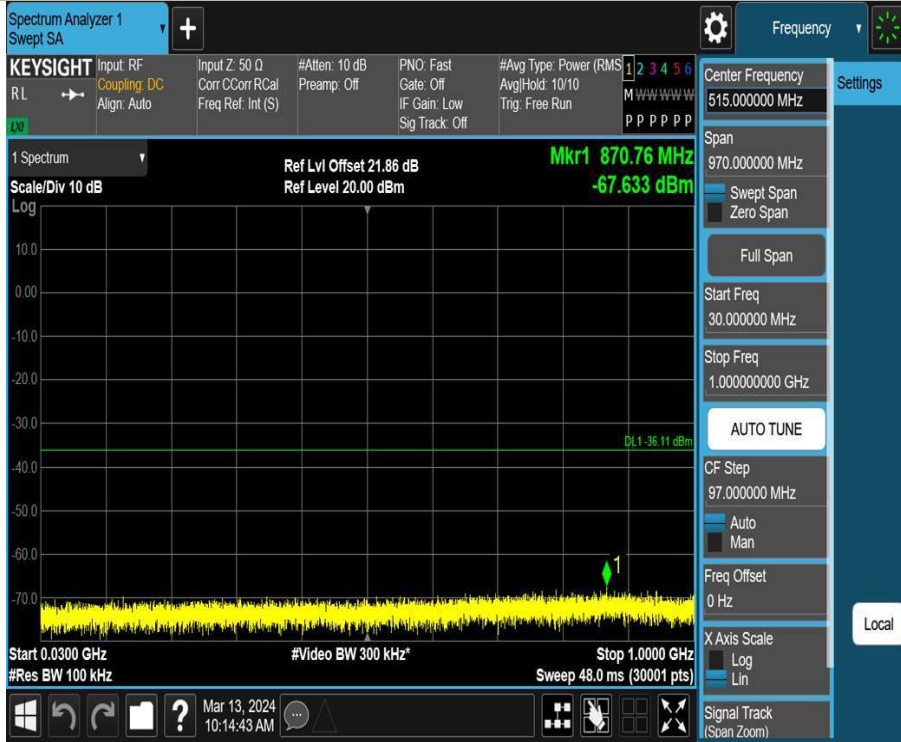 Spectrum Analyzer 1
Swept SA
+
Frequency
KEYSIGHT
Input: RF
Input Z: 50 Ω
#Atten: 10 dB
PNO: Fast
#Avg Type: Power (RMS
1 2 3 4 5 6
R L
Coupling: DC
Corr CCorr RCal
Preamp: Off
Gate: Off
Avg|Hold: 10/10
M W W W W W
Align: Auto
Freq Ref: Int (S)
IF Gain: Low
Trig: Free Run
LXI
Sig Track: Off
P P P P P P
1 Spectrum
Scale/Div 10 dB
Ref Lvl Offset 21.86 dB
Ref Level 20.00 dBm
Mkr1 870.76 MHz
-67.633 dBm
Log
10.0
0.00
-10.0
-20.0
-30.0
DL1 -36.11 dBm
-40.0
-50.0
-60.0
1
-70.0
Start 0.0300 GHz
#Video BW 300 kHz*
Stop 1.0000 GHz
#Res BW 100 kHz
Sweep 48.0 ms (30001 pts)
Center Frequency
515.000000 MHz
Settings
Span
970.000000 MHz
Swept Span
Zero Span
Full Span
Start Freq
30.000000 MHz
Stop Freq
1.000000000 GHz
AUTO TUNE
CF Step
97.000000 MHz
Auto
Man
Freq Offset
0 Hz
Local
X Axis Scale
Log
Lin
Signal Track
(Span Zoom)
?
Mar 13, 2024
10:14:43 AM